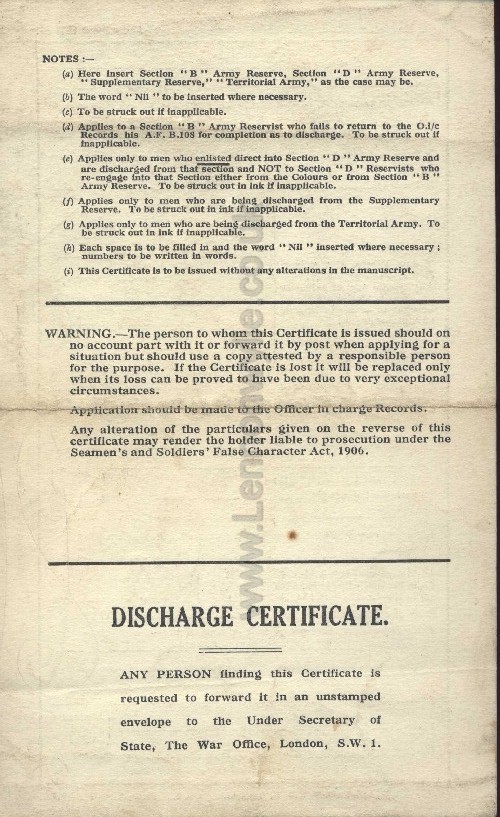 NOTES :—
(a) Here insert Section "B" Army Reserve, Section "D" Army Reserve,
"Supplementary Reserve," "Territorial Army," as the case may be.
(b) The word "Nil" to be inserted where necessary.
(c) To be struck out if inapplicable.
(d) Applies to a Section "B" Army Reservist who fails to return to the O.i/c
Records his A.F. B.108 for completion as to discharge. To be struck out if
inapplicable.
(e) Applies only to men who enlisted direct into Section "D" Army Reserve and
are discharged from that section and NOT to Section "D" Reservists who
re-engage into that Section either from the Colours or from Section "B"
Army Reserve. To be struck out in ink if inapplicable.
(f) Applies only to men who are being discharged from the Supplementary
Reserve. To be struck out in ink if inapplicable.
(g) Applies only to men who are being discharged from the Territorial Army. To
be struck out in ink if inapplicable.
(h) Each space is to be filled in and the word "Nil" inserted where necessary;
numbers to be written in words.
(i) This Certificate is to be issued without any alterations in the manuscript.
WARNING.—The person to whom this Certificate is issued should on
no account part with it or forward it by post when applying for a
situation but should use a copy attested by a responsible person
for the purpose. If the Certificate is lost it will be replaced only
when its loss can be proved to have been due to very exceptional
circumstances.
Application should be made to the Officer in charge Records.
Any alteration of the particulars given on the reverse of this
certificate may render the holder liable to prosecution under the
Seamen's and Soldiers' False Character Act, 1906.
DISCHARGE CERTIFICATE.
ANY PERSON finding this Certificate is
requested to forward it in an unstamped
envelope to the Under Secretary of
State, The War Office, London, S.W. 1.